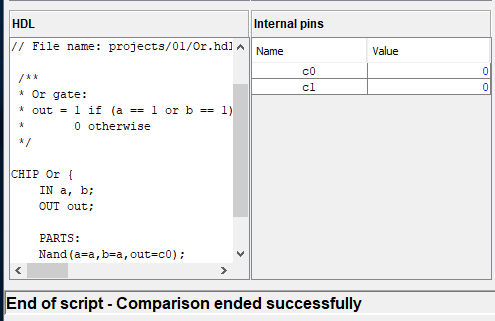 HDL
// File name: projects/01/Or.hdl
/**
* Or gate:
* out = 1 if (a == 1 or b == 1)
* 0 otherwise
*/
CHIP Or {
IN a, b;
OUT out;
PARTS:
Nand(a=a,b=a,out=c0);
Internal pins
Name Value
c0 0
c1 0
End of script - Comparison ended successfully